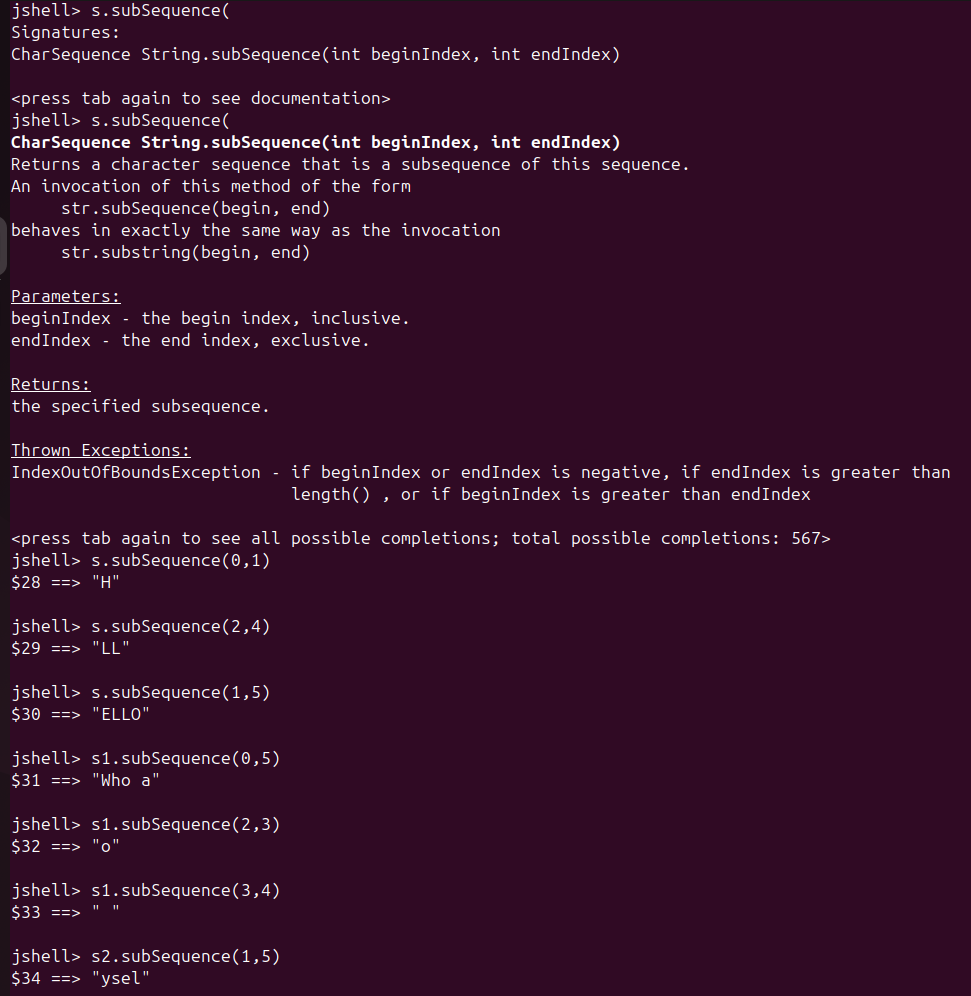 jshell> s.subSequence(
Signatures:
CharSequence String.subSequence(int beginIndex, int endIndex)

<press tab again to see documentation>
jshell> s.subSequence(
CharSequence String.subSequence(int beginIndex, int endIndex)
Returns a character sequence that is a subsequence of this sequence.
An invocation of this method of the form
     str.subSequence(begin, end)
behaves in exactly the same way as the invocation
     str.substring(begin, end)

Parameters:
beginIndex - the begin index, inclusive.
endIndex - the end index, exclusive.

Returns:
the specified subsequence.

Thrown Exceptions:
IndexOutOfBoundsException - if beginIndex or endIndex is negative, if endIndex is greater than
                            length() , or if beginIndex is greater than endIndex

<press tab again to see all possible completions; total possible completions: 567>
jshell> s.subSequence(0,1)
$28 ==> "H"

jshell> s.subSequence(2,4)
$29 ==> "LL"

jshell> s.subSequence(1,5)
$30 ==> "ELLO"

jshell> s1.subSequence(0,5)
$31 ==> "Who a"

jshell> s1.subSequence(2,3)
$32 ==> "o"

jshell> s1.subSequence(3,4)
$33 ==> " "

jshell> s2.subSequence(1,5)
$34 ==> "ysel"